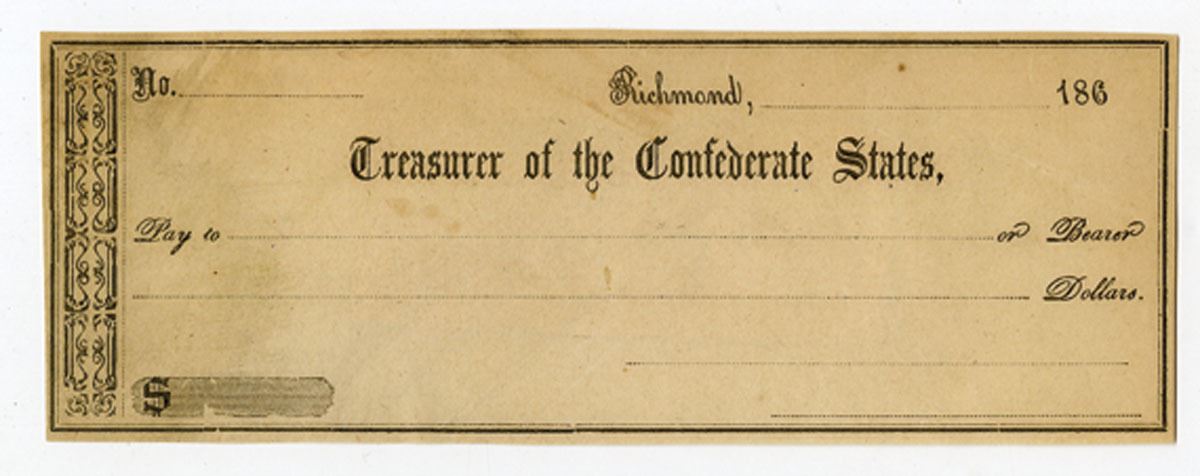 No. Richmond, 186
Treasurer of the Confederate States,
Pay to or Bearer
Dollars.
$